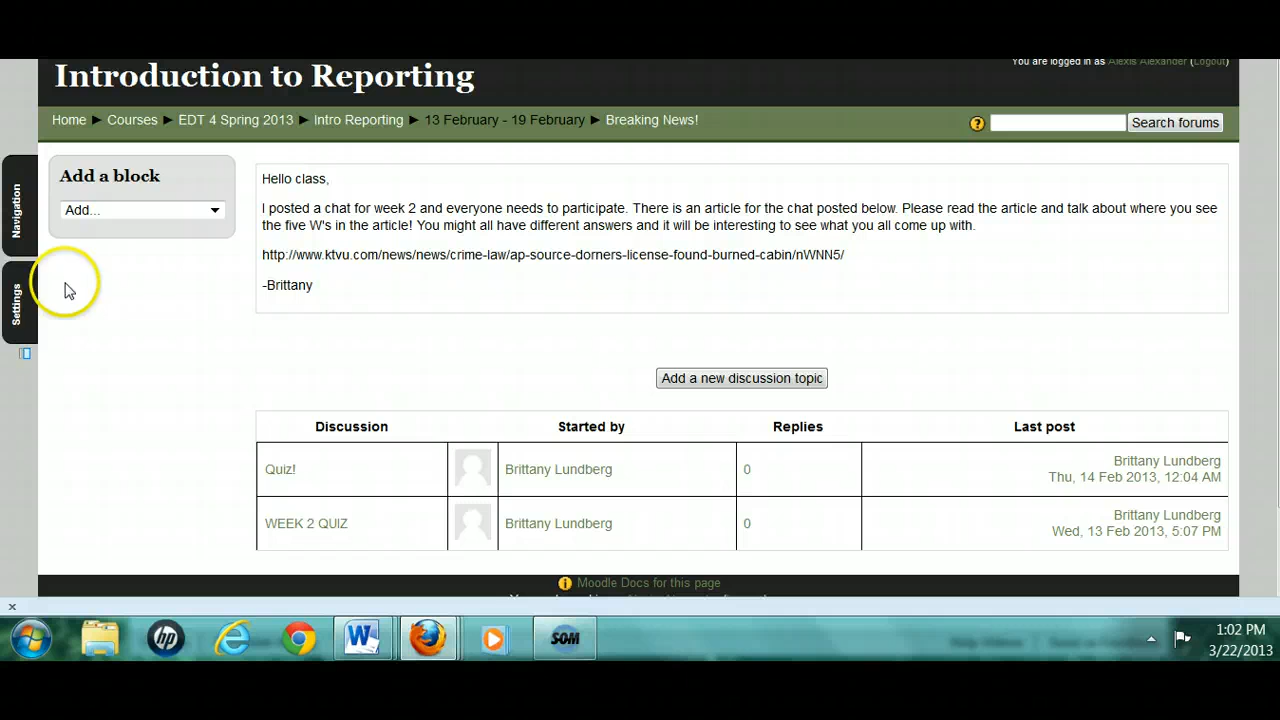 You are logged in as Alexis Alexander (Logout)
Introduction to Reporting
Home ► Courses ► EDT 4 Spring 2013 ► Intro Reporting ► 13 February - 19 February ► Breaking News!
? Search forums
Navigation
Settings
Add a block
Add...
Hello class,
I posted a chat for week 2 and everyone needs to participate. There is an article for the chat posted below. Please read the article and talk about where you see
the five W's in the article! You might all have different answers and it will be interesting to see what you all come up with.
http://www.ktvu.com/news/news/crime-law/ap-source-dorners-license-found-burned-cabin/nWNN5/
-Brittany
Add a new discussion topic
Discussion Started by Replies Last post
Quiz! Brittany Lundberg 0 Brittany Lundberg
Thu, 14 Feb 2013, 12:04 AM
WEEK 2 QUIZ Brittany Lundberg 0 Brittany Lundberg
Wed, 13 Feb 2013, 5:07 PM
Moodle Docs for this page
x
hp
W
SOM
1:02 PM
3/22/2013